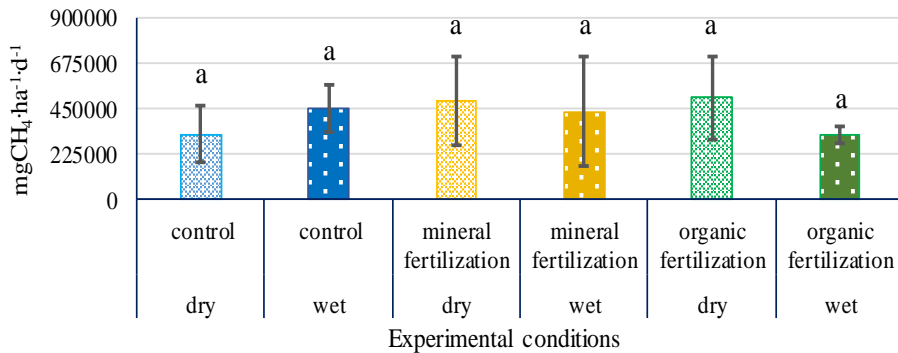 900000
675000
450000
225000
0
mgCH₄·ha⁻¹·d⁻¹
a a a a a a
control control mineral fertilization mineral fertilization organic fertilization organic fertilization
dry wet dry wet dry wet
Experimental conditions